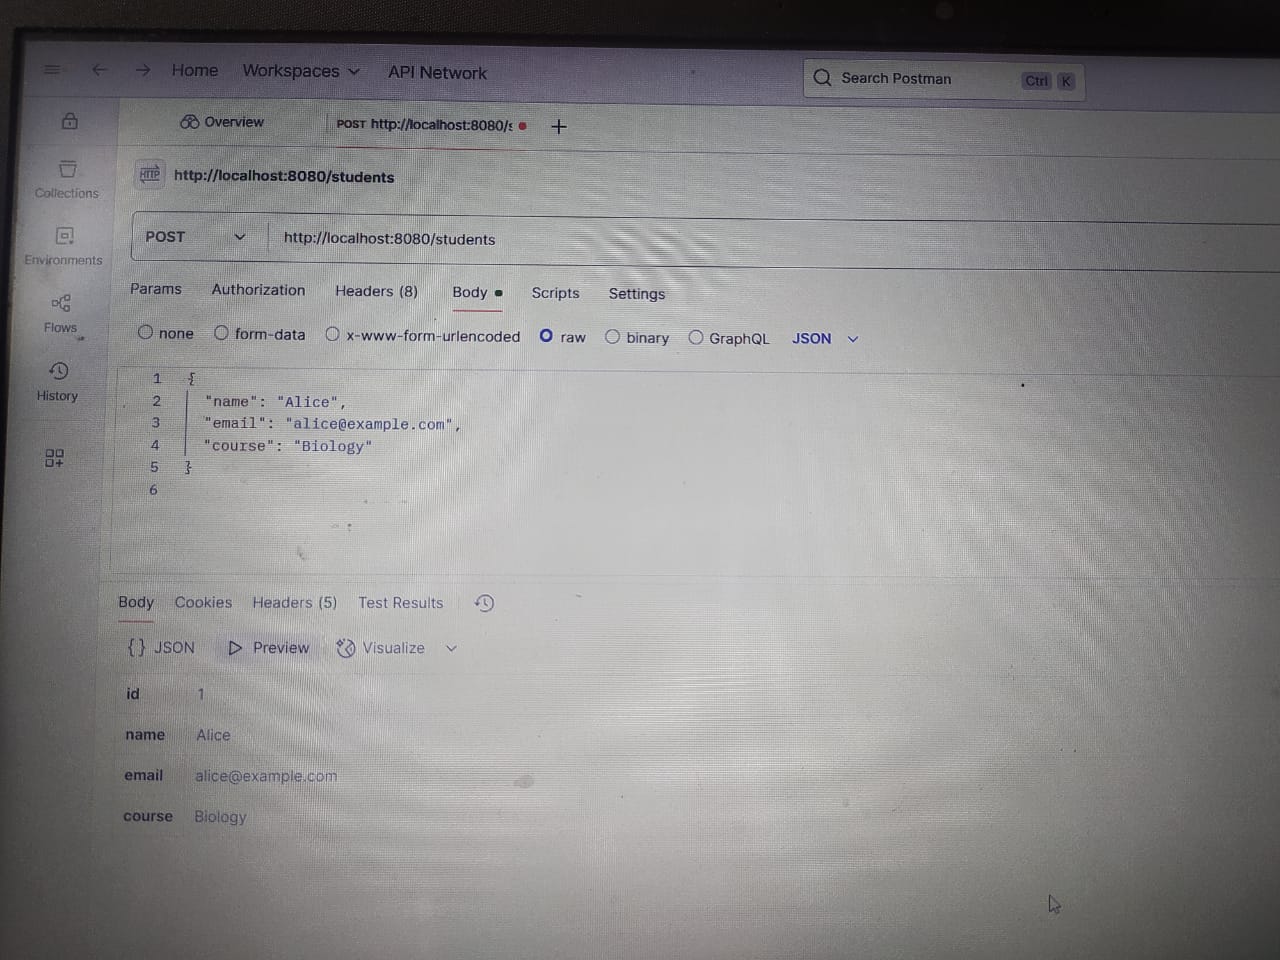 Home Workspaces API Network Search Postman Ctrl K
Overview POST http://localhost:8080/s
HTTP http://localhost:8080/students
Collections
POST http://localhost:8080/students
Environments
Params Authorization Headers (8) Body Scripts Settings
Flows
none form-data x-www-form-urlencoded raw binary GraphQL JSON
History
1 {
2 "name": "Alice",
3 "email": "alice@example.com",
4 "course": "Biology"
5 }
6
Body Cookies Headers (5) Test Results
{} JSON Preview Visualize
id 1
name Alice
email alice@example.com
course Biology